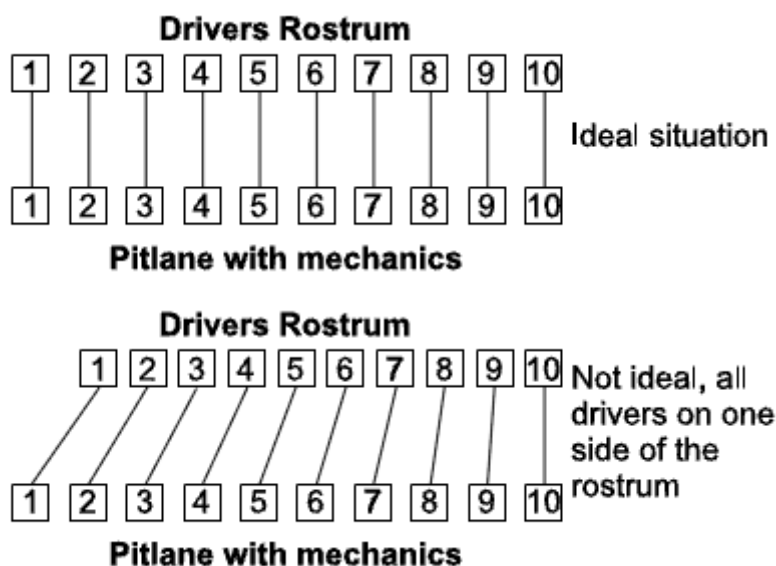 Drivers Rostrum
1 2 3 4 5 6 7 8 9 10
Ideal situation
1 2 3 4 5 6 7 8 9 10
Pitlane with mechanics
Drivers Rostrum
1 2 3 4 5 6 7 8 9 10
Not ideal, all
drivers on one
side of the
rostrum
1 2 3 4 5 6 7 8 9 10
Pitlane with mechanics